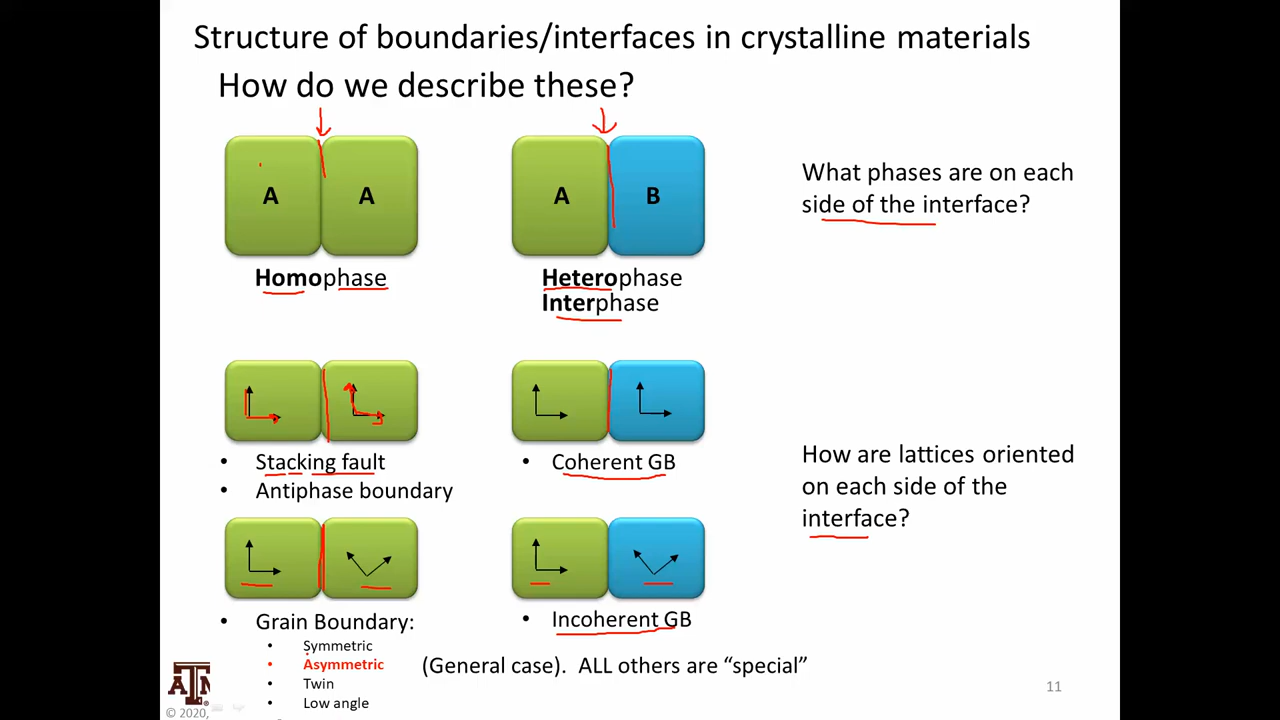 Structure of boundaries/interfaces in crystalline materials
How do we describe these?
A A
A B
What phases are on each
side of the interface?
Homophase
Heterophase
Interphase
• Stacking fault
• Antiphase boundary
• Coherent GB
How are lattices oriented
on each side of the
interface?
• Grain Boundary:
• Symmetric
• Asymmetric
• Twin
• Low angle
• Incoherent GB
(General case). ALL others are “special”
ATM
® 
© 2020,
11